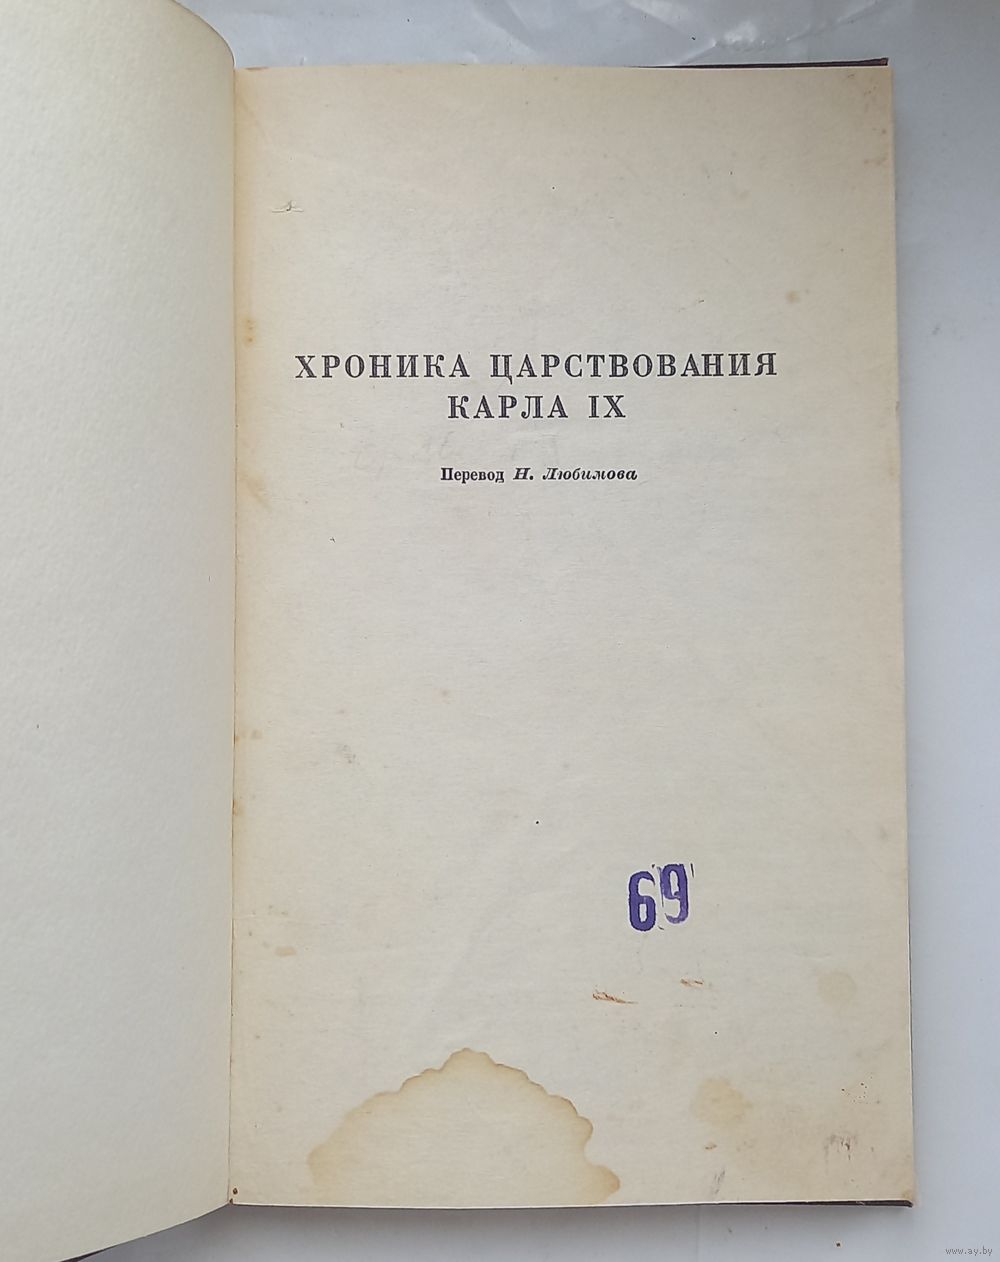 ХРОНИКА ЦАРСТВОВАНИЯ
КАРЛА IX
Перевод Н. Любимова
69
www.ay.by